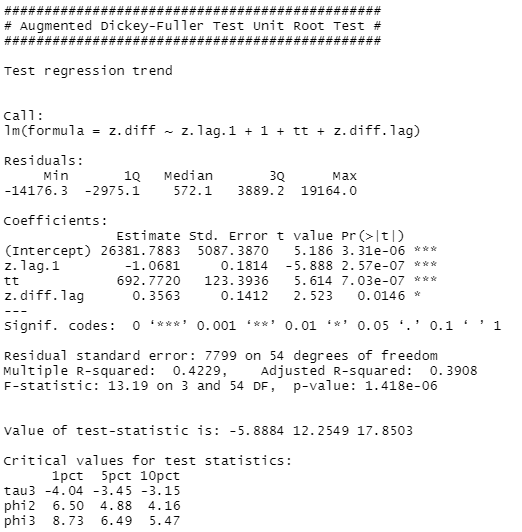 ###############################################
# Augmented Dickey-Fuller Test Unit Root Test #
###############################################
Test regression trend
Call:
lm(formula = z.diff ~ z.lag.1 + 1 + tt + z.diff.lag)
Residuals:
     Min       1Q   Median       3Q      Max
-14176.3  -2975.1    572.1   3889.2  19164.0
Coefficients:
              Estimate Std. Error t value Pr(>|t|)
(Intercept) 26381.7883  5087.3870   5.186 3.31e-06 ***
z.lag.1        -1.0681     0.1814  -5.888 2.57e-07 ***
tt            692.7720   123.3936   5.614 7.03e-07 ***
z.diff.lag      0.3563     0.1412   2.523   0.0146 *
---
Signif. codes:  0 ‘***’ 0.001 ‘**’ 0.01 ‘*’ 0.05 ‘.’ 0.1 ‘ ’ 1
Residual standard error: 7799 on 54 degrees of freedom
Multiple R-squared:  0.4229,    Adjusted R-squared:  0.3908
F-statistic: 13.19 on 3 and 54 DF,  p-value: 1.418e-06
Value of test-statistic is: -5.8884 12.2549 17.8503
Critical values for test statistics:
      1pct  5pct 10pct
tau3 -4.04 -3.45 -3.15
phi2  6.50  4.88  4.16
phi3  8.73  6.49  5.47